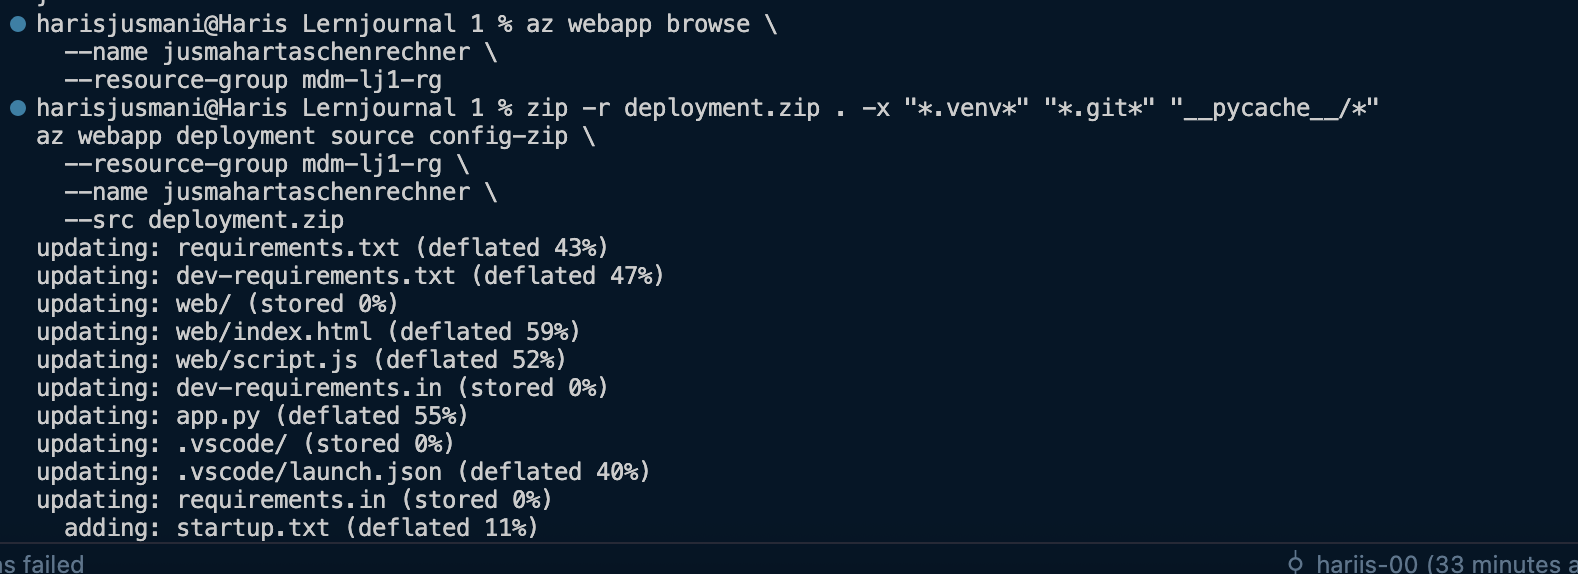 harisjusmani@Haris Lernjournal 1 % az webapp browse \
  --name jusmahartaschenrechner \
  --resource-group mdm-lj1-rg
harisjusmani@Haris Lernjournal 1 % zip -r deployment.zip . -x "*.venv*" "*.git*" "__pycache__/*"
az webapp deployment source config-zip \
  --resource-group mdm-lj1-rg \
  --name jusmahartaschenrechner \
  --src deployment.zip
updating: requirements.txt (deflated 43%)
updating: dev-requirements.txt (deflated 47%)
updating: web/ (stored 0%)
updating: web/index.html (deflated 59%)
updating: web/script.js (deflated 52%)
updating: dev-requirements.in (stored 0%)
updating: app.py (deflated 55%)
updating: .vscode/ (stored 0%)
updating: .vscode/launch.json (deflated 40%)
updating: requirements.in (stored 0%)
  adding: startup.txt (deflated 11%)
failed hariis-00 (33 minutes